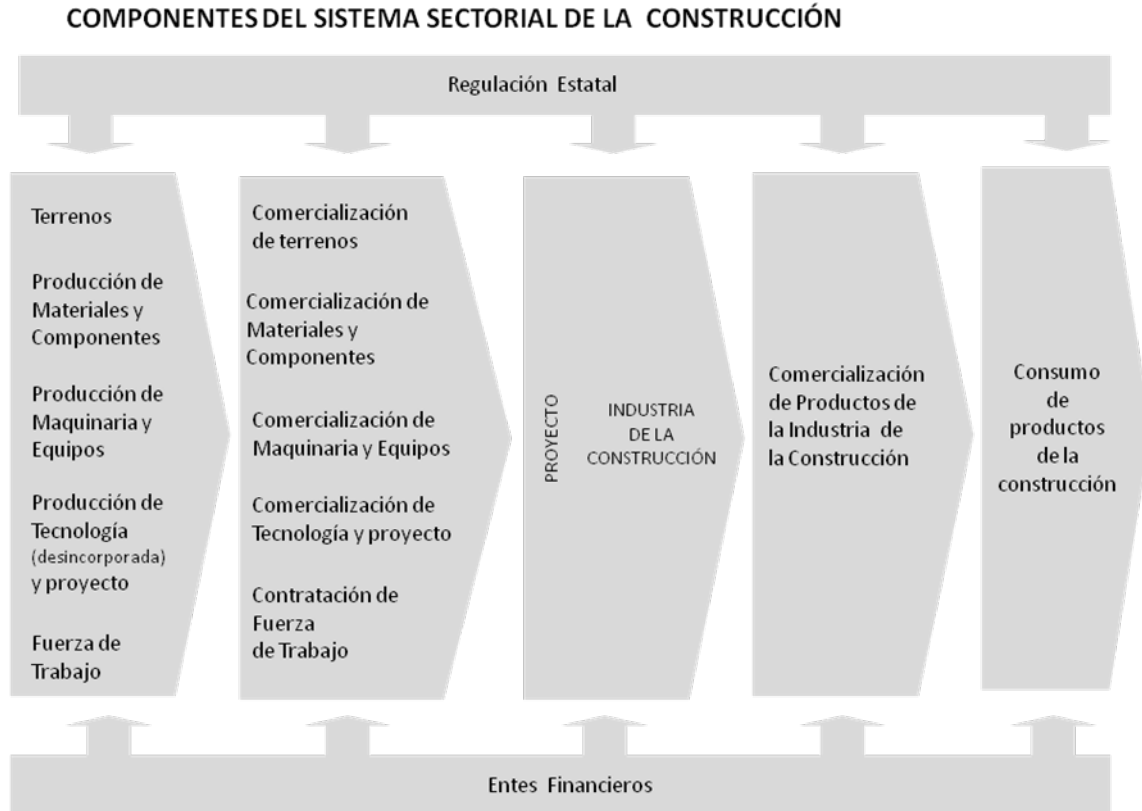 COMPONENTES DEL SISTEMA SECTORIAL DE LA CONSTRUCCIÓN
Regulación Estatal
Terrenos
Producción de
Materiales y
Componentes
Producción de
Maquinaria y
Equipos
Producción de
Tecnología
(desincorporada)
y proyecto
Fuerza de
Trabajo
Comercialización
de terrenos
Comercialización de
Materiales y
Componentes
Comercialización de
Maquinaria y Equipos
Comercialización de
Tecnología y proyecto
Contratación de
Fuerza
de Trabajo
PROYECTO
INDUSTRIA
DE LA
CONSTRUCCIÓN
Comercialización
de Productos de
la Industria de
la Construcción
Consumo
de
productos
de la
construcción
Entes Financieros